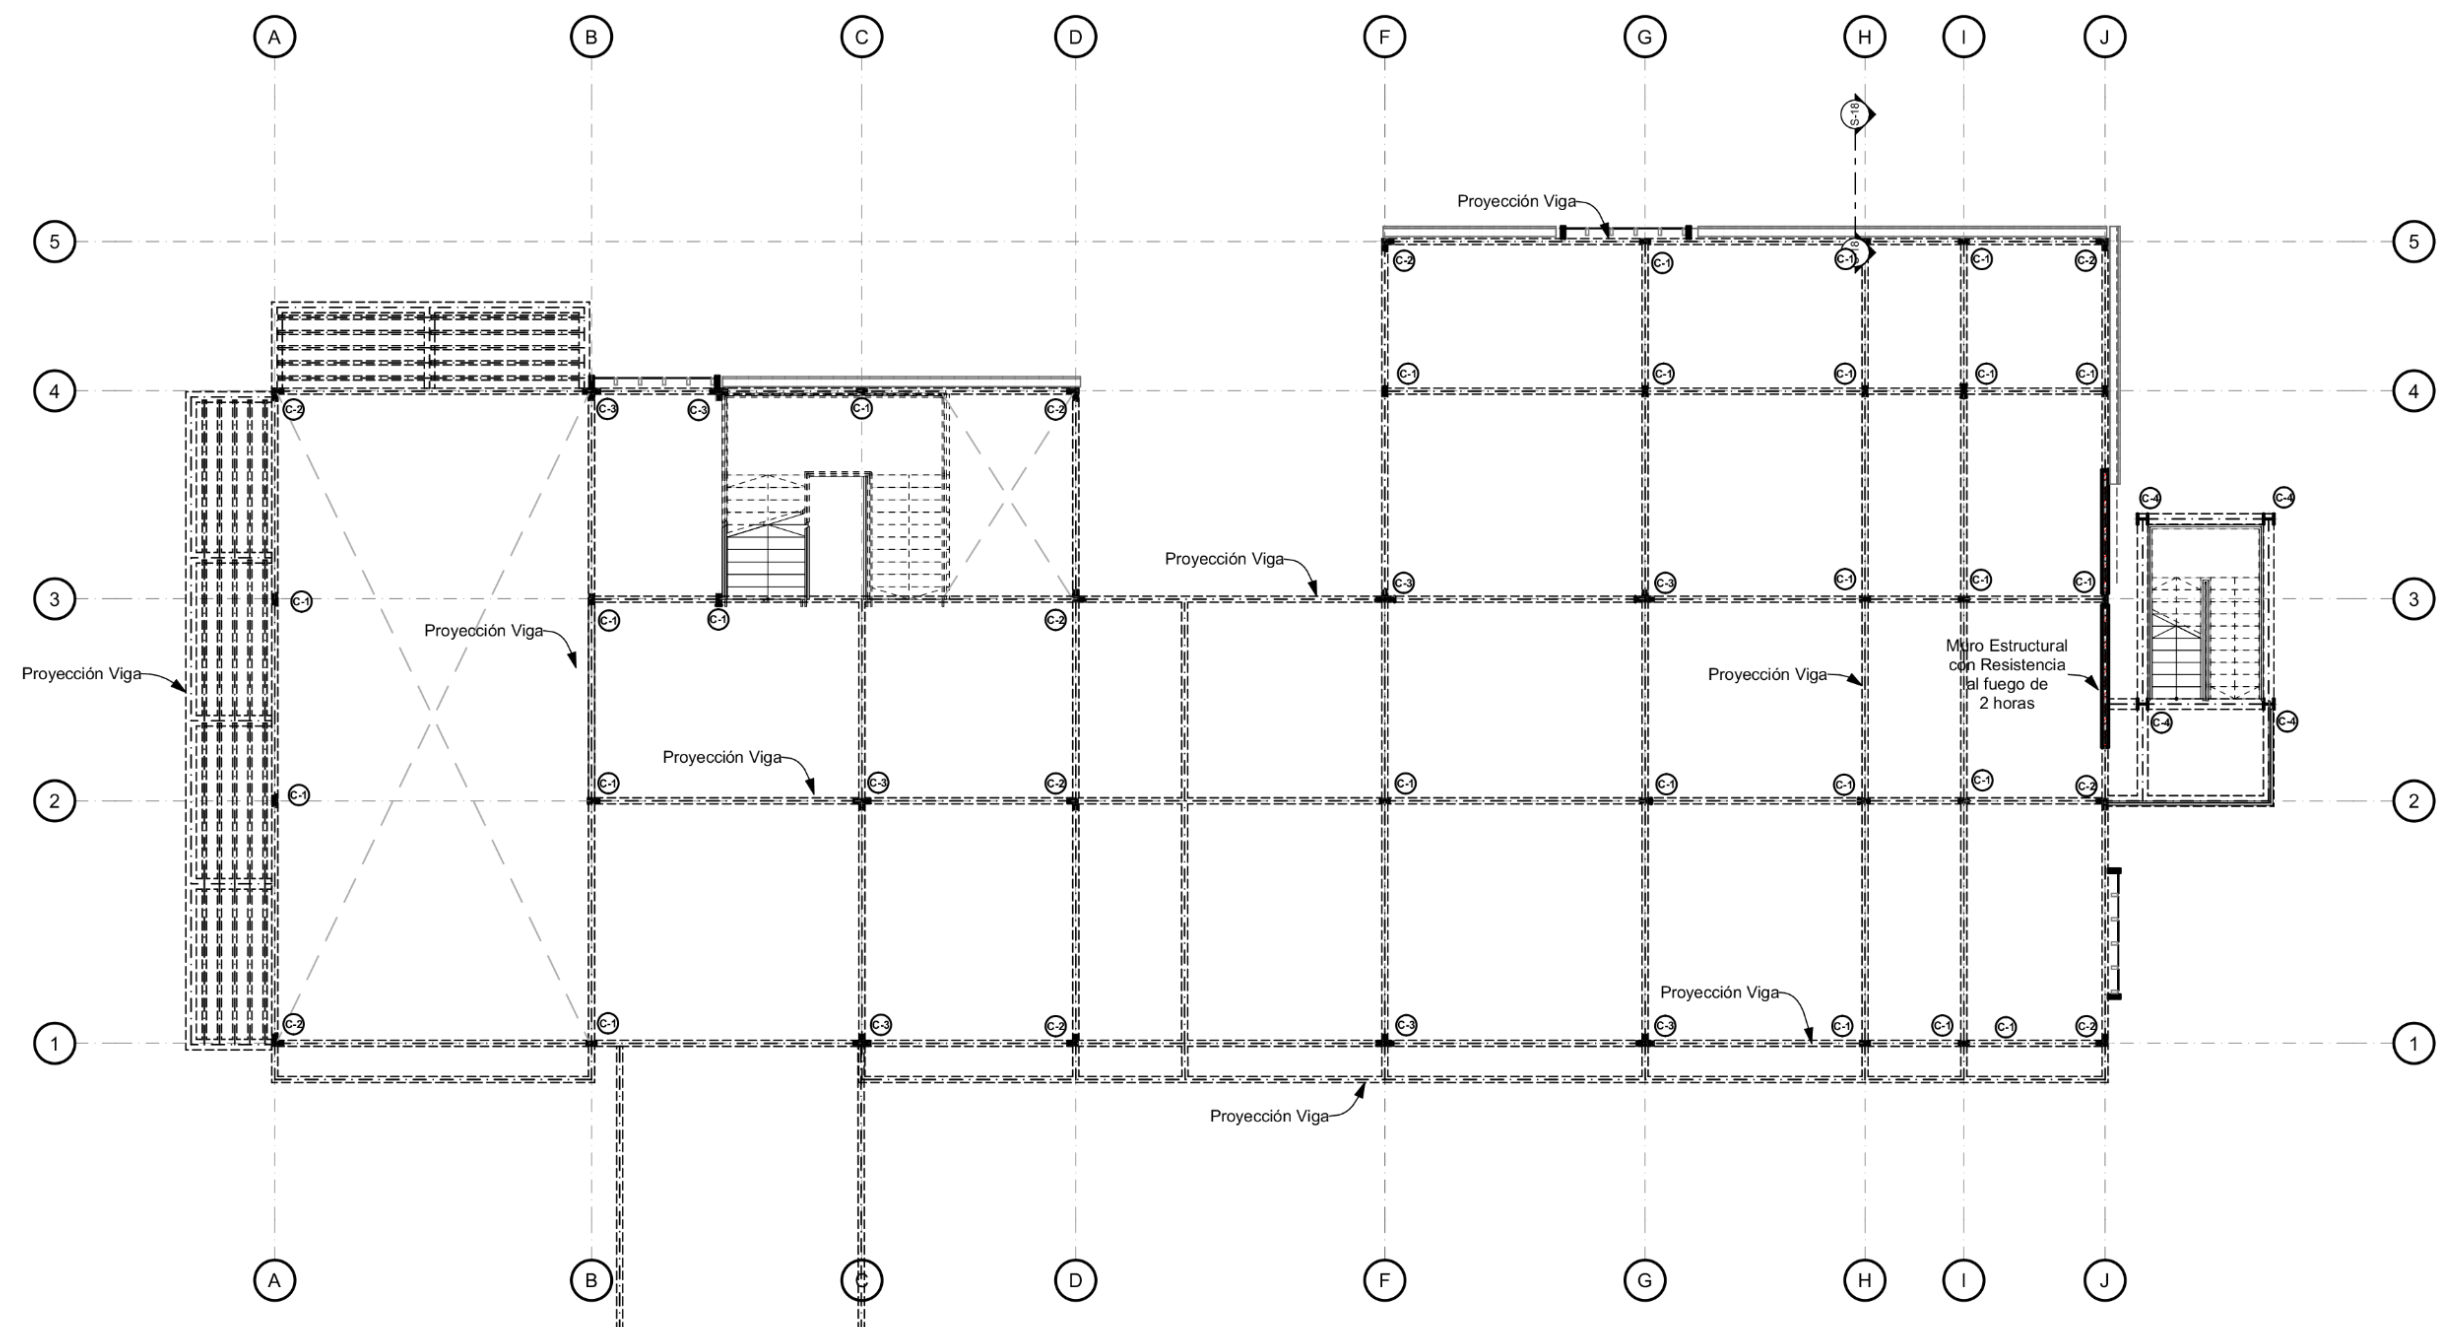 A B C D F G H I J
S-18
Proyección Viga
5 5
C-2 C-1 C-1 C-1 C-2
C-1 C-1 C-1 C-1 C-1
4 4
C-2 C-3 C-3 C-1 C-2
C-4 C-4
Proyección Viga
C-3 C-3 C-1 C-1 C-1
3 3
C-1
C-1 C-1 C-2
Proyección Viga
Muro Estructural
con Resistencia
al fuego de
2 horas
Proyección Viga
Proyección Viga
C-4 C-4
Proyección Viga
C-1 C-3 C-2 C-1 C-1 C-1 C-1 C-2
C-1
2 2
Proyección Viga
C-2 C-1 C-3 C-2 C-3 C-3 C-1 C-1 C-1 C-2
1 1
Proyección Viga
A B C D F G H I J